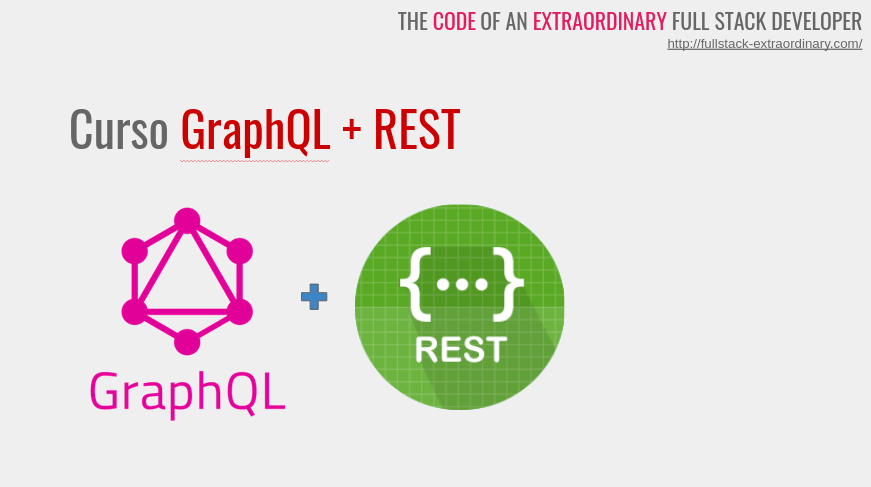 THE CODE OF AN EXTRAORDINARY FULL STACK DEVELOPER
http://fullstack-extraordinary.com/
Curso GraphQL + REST
{...}
REST
GraphQL